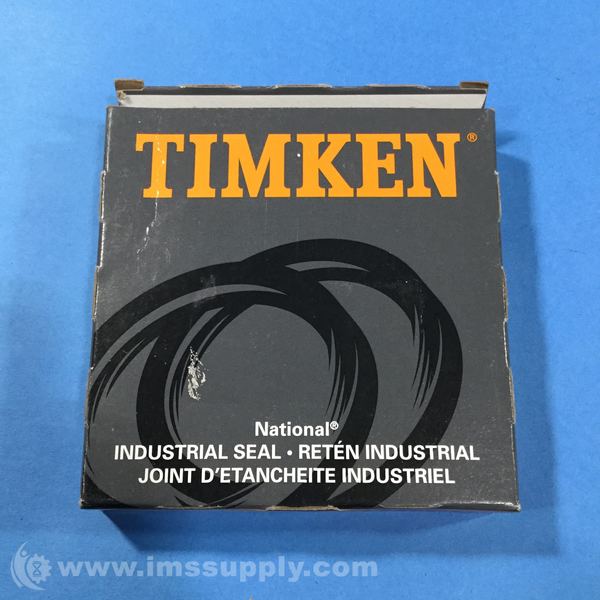 TIMKEN®
National®
INDUSTRIAL SEAL • RETÉN INDUSTRIAL
JOINT D'ETANCHEITE INDUSTRIEL
www.imssupply.com